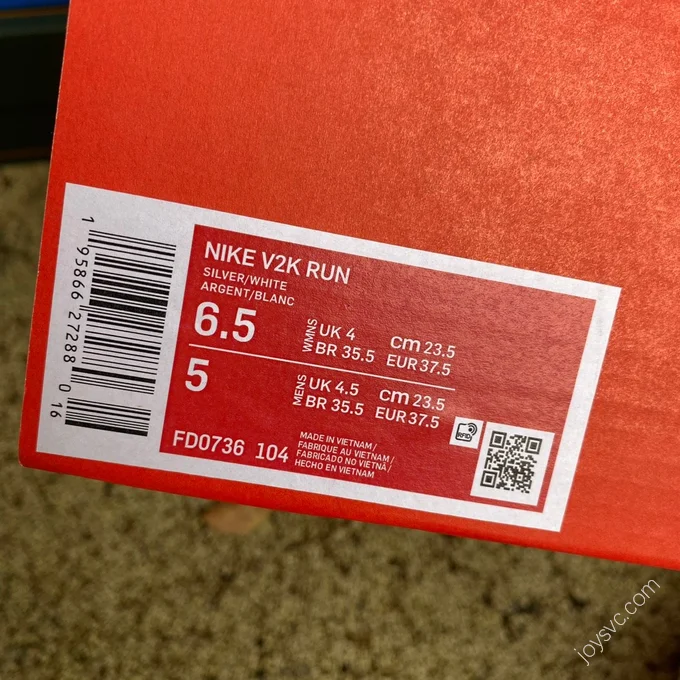 NIKE V2K RUN
SILVER/WHITE
ARGENT/BLANC
6.5
WMNS
UK 4 cm 23.5
BR 35.5 EUR 37.5
5
MENS
UK 4.5 cm 23.5
BR 35.5 EUR 37.5
FD0736 104
MADE IN VIETNAM/
FABRIQUE AU VIETNAM/
FABRICADO NO VIETNÃ/
HECHO EN VIETNAM
RFID
1 95866 27288 0 16
joysvc.com